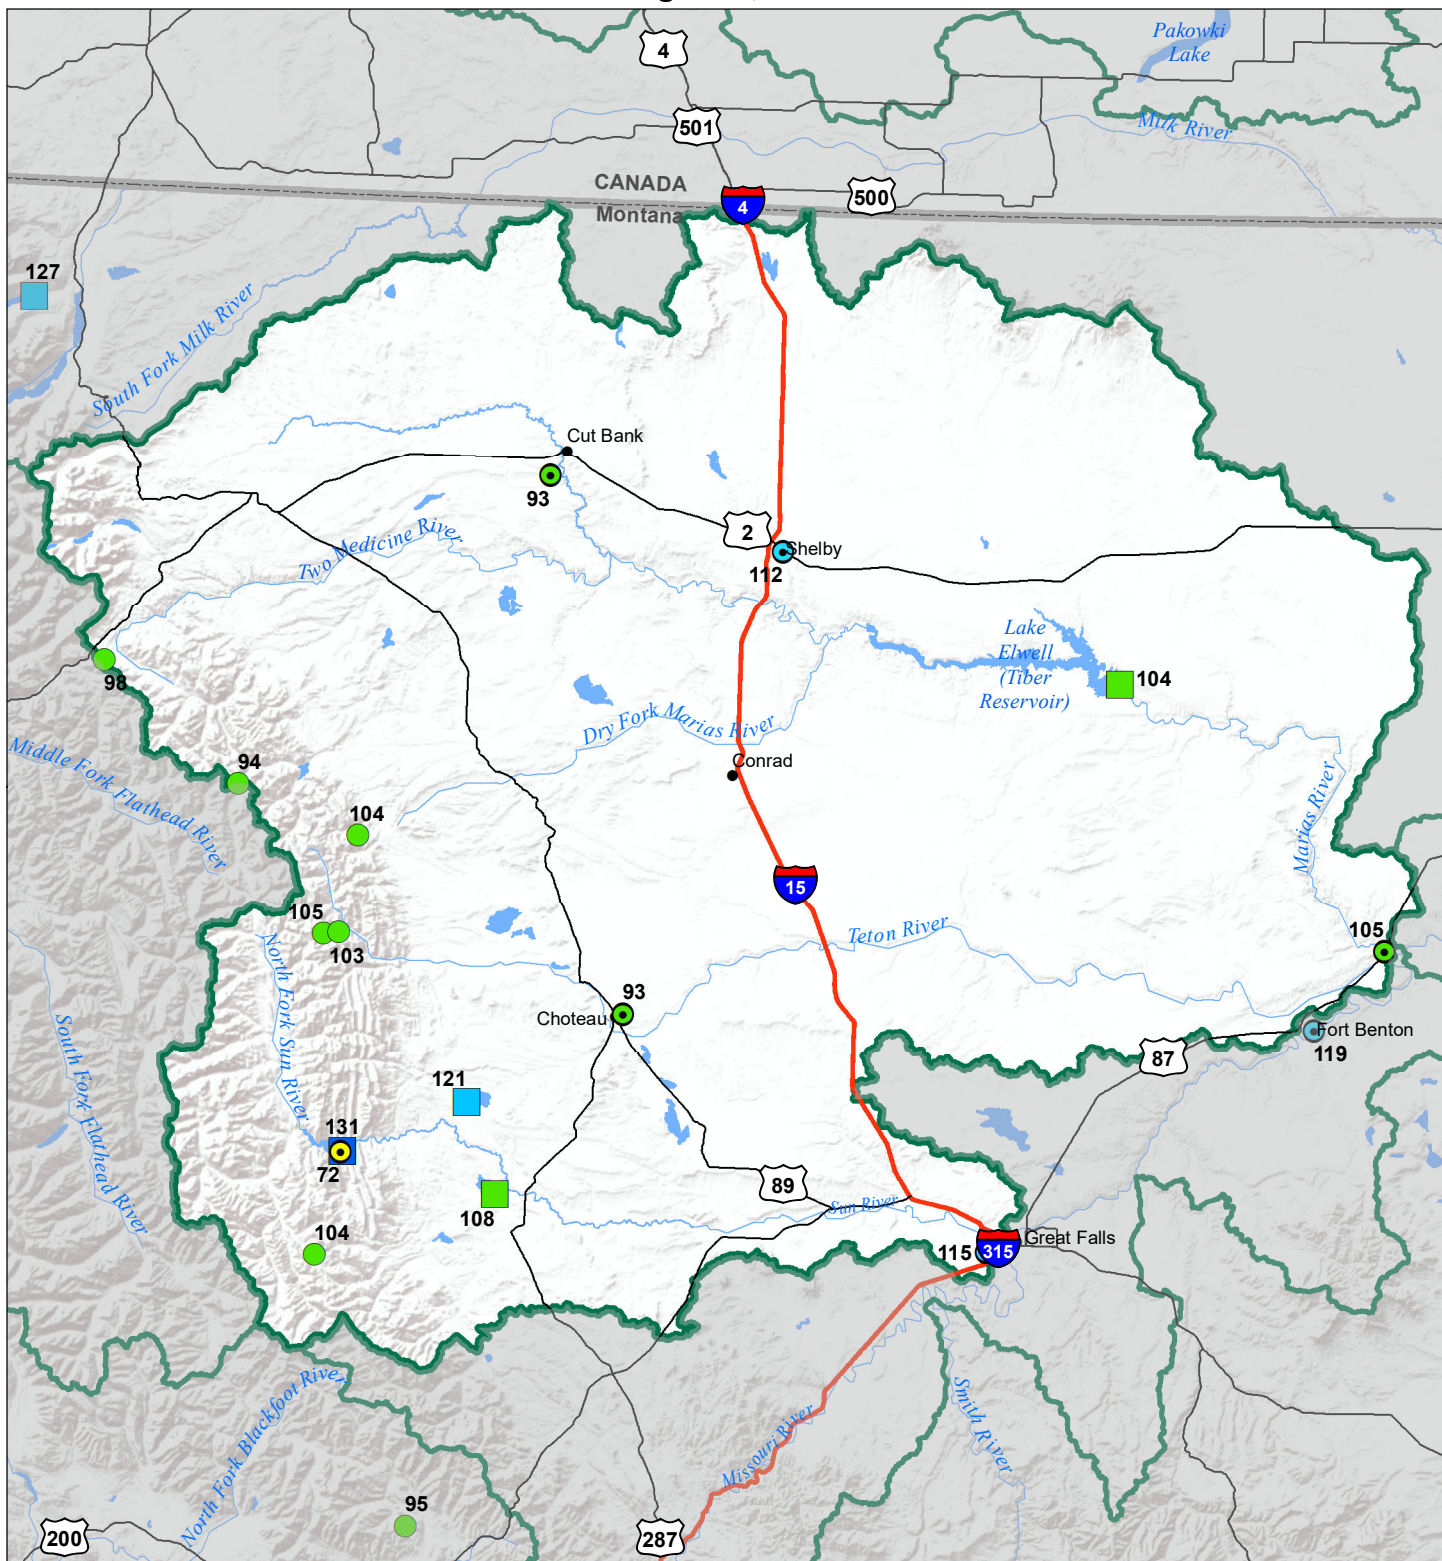 4
Pakowki
Lake
501
Milk River
CANADA
Montana
4
500
127
South Fork Milk River
Cut Bank
93
2
Shelby
112
Two Medicine River
Lake
Elwell
(Tiber
Reservoir)
104
98
Dry Fork Marias River
Middle Fork Flathead River
94
Conrad
Marias River
104
15
105
103
North Fork Sun River
Teton River
105
93
Choteau
Fort Benton
119
87
South Fork Flathead River
121
131
72
89
108
Sun River
104
115
315
Great Falls
North Fork Blackfoot River
Missouri River
Smith River
95
200
287